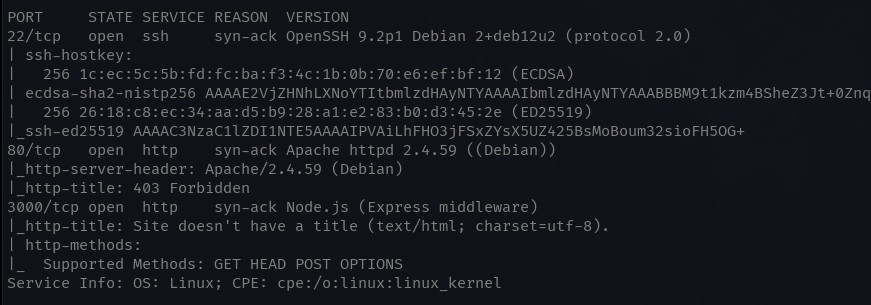 PORT     STATE SERVICE REASON  VERSION
22/tcp   open  ssh     syn-ack OpenSSH 9.2p1 Debian 2+deb12u2 (protocol 2.0)
| ssh-hostkey:
|   256 1c:ec:5c:5b:fd:fc:ba:f3:4c:1b:0b:70:e6:ef:bf:12 (ECDSA)
| ecdsa-sha2-nistp256 AAAAE2VjZHNhLXNoYTItbmlzdHAyNTYAAAAIbmlzdHAyNTYAAABBBM9t1kzm4BSheZ3Jt+0Znq
|   256 26:18:c8:ec:34:aa:d5:b9:28:a1:e2:83:b0:d3:45:2e (ED25519)
|_ssh-ed25519 AAAAC3NzaC1lZDI1NTE5AAAAIPVAiLhFHO3jFSxZYsX5UZ425BsMoBoum32sioFH5OG+
80/tcp   open  http    syn-ack Apache httpd 2.4.59 ((Debian))
|_http-server-header: Apache/2.4.59 (Debian)
|_http-title: 403 Forbidden
3000/tcp open  http    syn-ack Node.js (Express middleware)
|_http-title: Site doesn't have a title (text/html; charset=utf-8).
| http-methods:
|_  Supported Methods: GET HEAD POST OPTIONS
Service Info: OS: Linux; CPE: cpe:/o:linux:linux_kernel